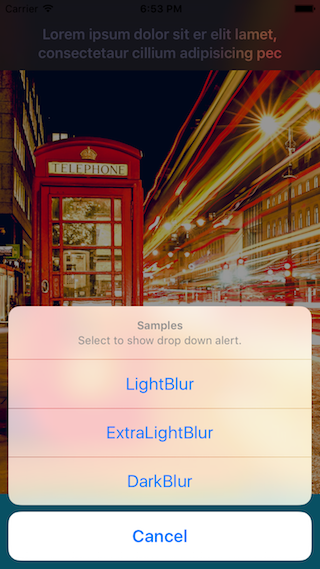 Carrier 6:53 PM
Lorem ipsum dolor sit er elit lamet,
consectetaur cillium adipisicing pec
TELEPHONE
Samples
Select to show drop down alert.
LightBlur
ExtraLightBlur
DarkBlur
Cancel